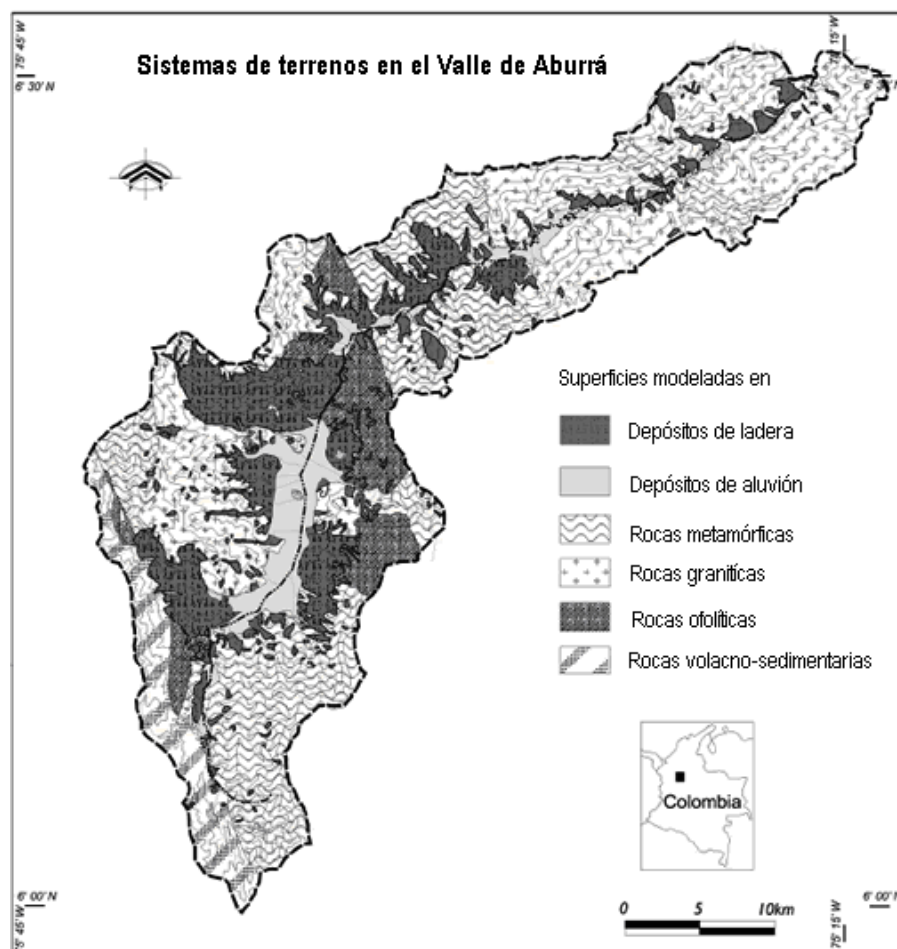 75° 45' W
6° 30' N
Sistemas de terrenos en el Valle de Aburrá
15' W
Superficies modeladas en
Depósitos de ladera
Depósitos de aluvión
Rocas metamórficas
Rocas graniticas
Rocas ofolíticas
Rocas volacno-sedimentarias
Colombia
0 5 10km
6° 00' N
75° 45' W
6° 00' N
75° 15' W